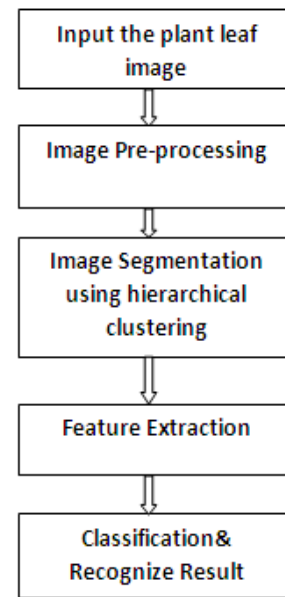 Input the plant leaf
image
Image Pre-processing
Image Segmentation
using hierarchical
clustering
Feature Extraction
Classification&
Recognize Result